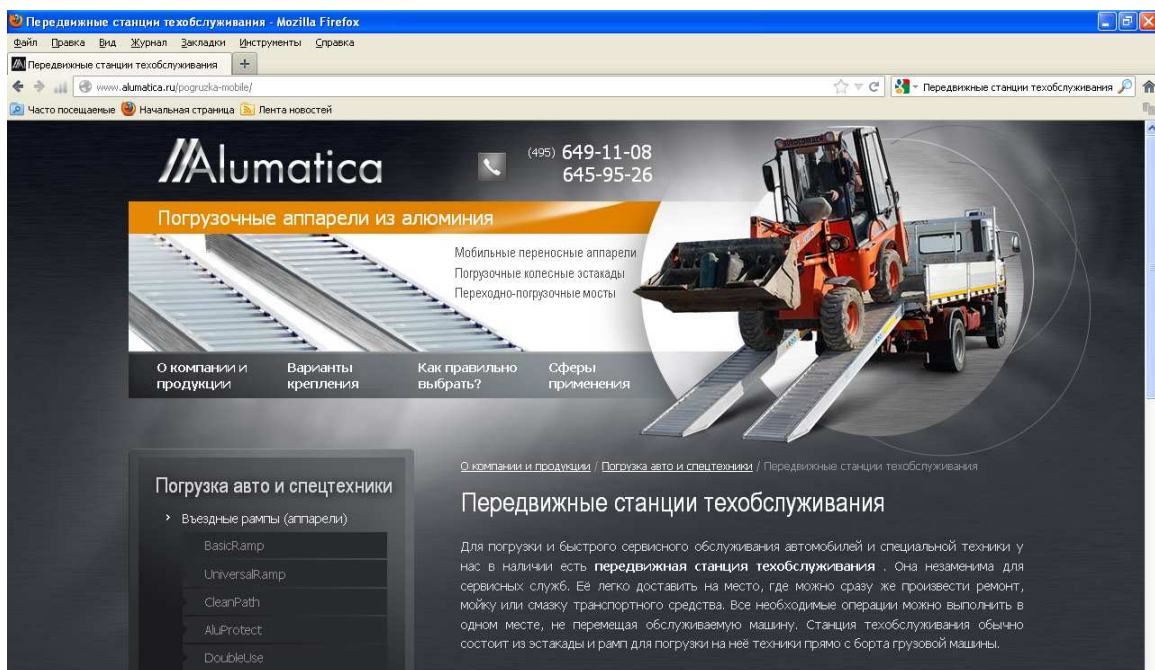 Передвижные станции техобслуживания - Mozilla Firefox
Файл Правка Вид Журнал Закладки Инструменты Справка
Передвижные станции техобслуживания
www.alumatica.ru/pogruzka-mobile/
Передвижные станции техобслуживания
Часто посещаемые Начальная страница Лента новостей
Alumatica
(495) 649-11-08
645-95-26
Погрузочные аппарели из алюминия
Мобильные переносные аппарели
Погрузочные колесные эстакады
Переходно-погрузочные мосты
О компании и продукции
Варианты крепления
Как правильно выбрать?
Сферы применения
Погрузка авто и спецтехники
Въездные рампы (аппарели)
BasicRamp
UniversalRamp
CleanPath
AluProtect
DoubleUse
О компании и продукции / Погрузка авто и спецтехники / Передвижные станции техобслуживания
Передвижные станции техобслуживания
Для погрузки и быстрого сервисного обслуживания автомобилей и специальной техники у
нас в наличии есть передвижная станция техобслуживания . Она незаменима для
сервисных служб. Её легко доставить на место, где можно сразу же произвести ремонт,
мойку или смазку транспортного средства. Все необходимые операции можно выполнить в
одном месте, не перемещая обслуживаемую машину. Станция техобслуживания обычно
состоит из эстакады и рамп для погрузки на неё техники прямо с борта грузовой машины.